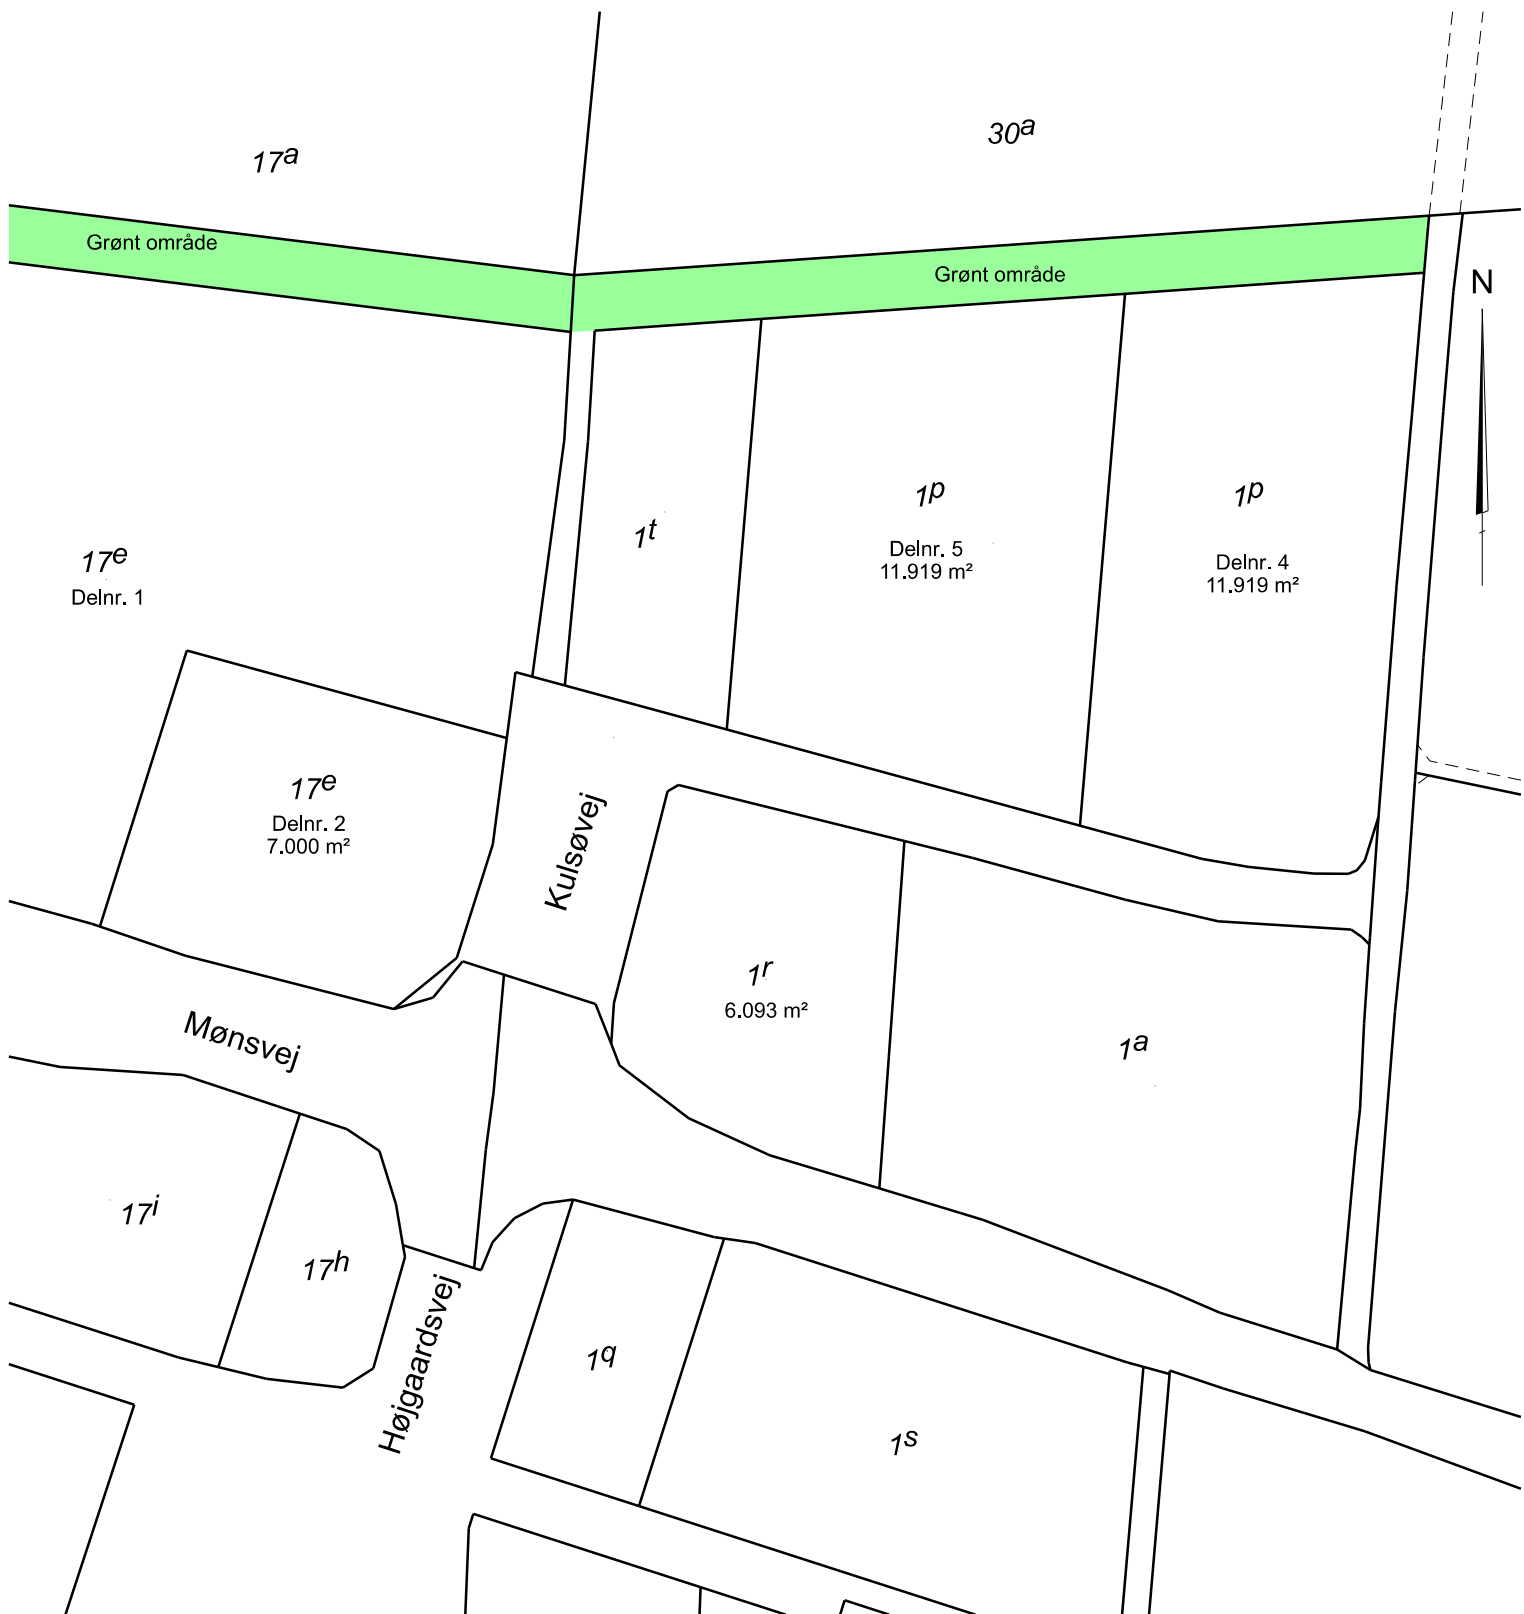 30a
17a
Grønt område
Grønt område
N
1p
1p
1t
Delnr. 5
11.919 m²
Delnr. 4
11.919 m²
17e
Delnr. 1
17e
Delnr. 2
7.000 m²
Kulsøvej
1r
6.093 m²
Mønsvej
1a
17i
17h
Højgaardsvej
1q
1s